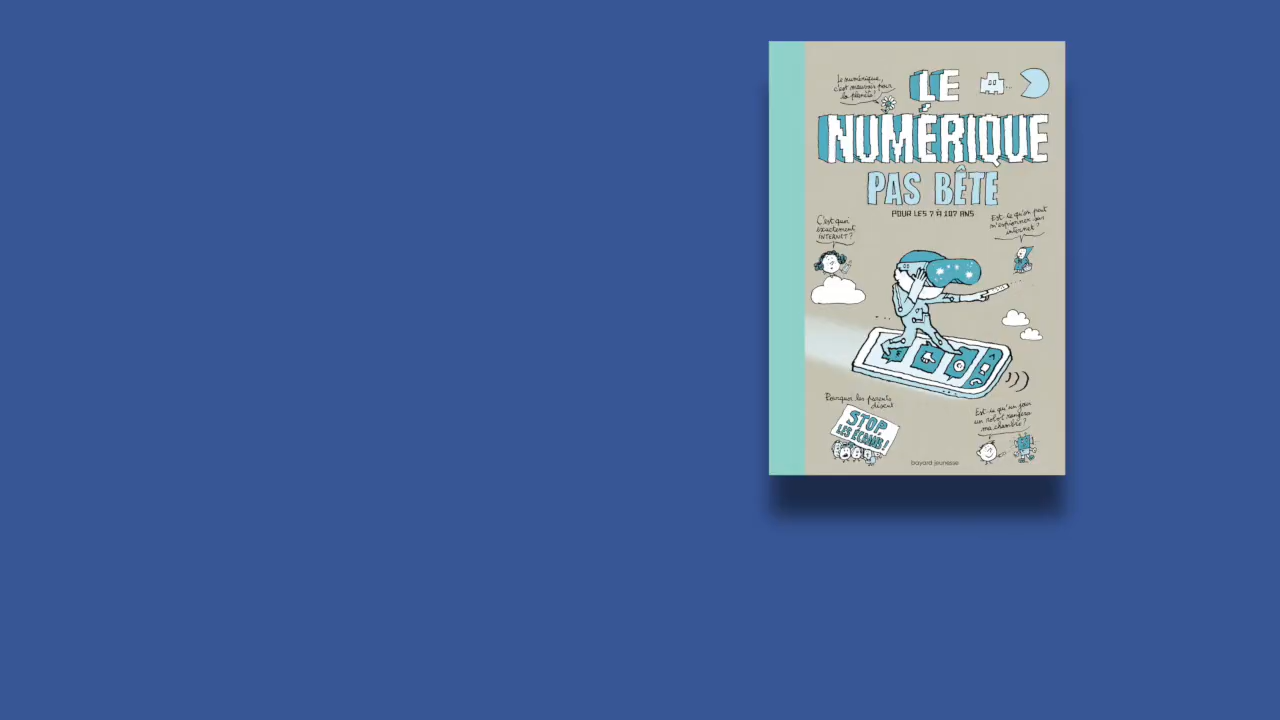 Le numérique,
c'est mauvais pour
la planète !
LE
NUMÉRIQUE
PAS BÊTE
POUR LES 7 À 107 ANS
C'est quoi
exactement
INTERNET ?
Est-ce qu'on peut
m'espionner sur
internet ?
Pourquoi les parents
disent
STOP,
LES ÉCRANS !
Est-ce qu'un jour
un robot rangera
ma chambre ?
bayard jeunesse